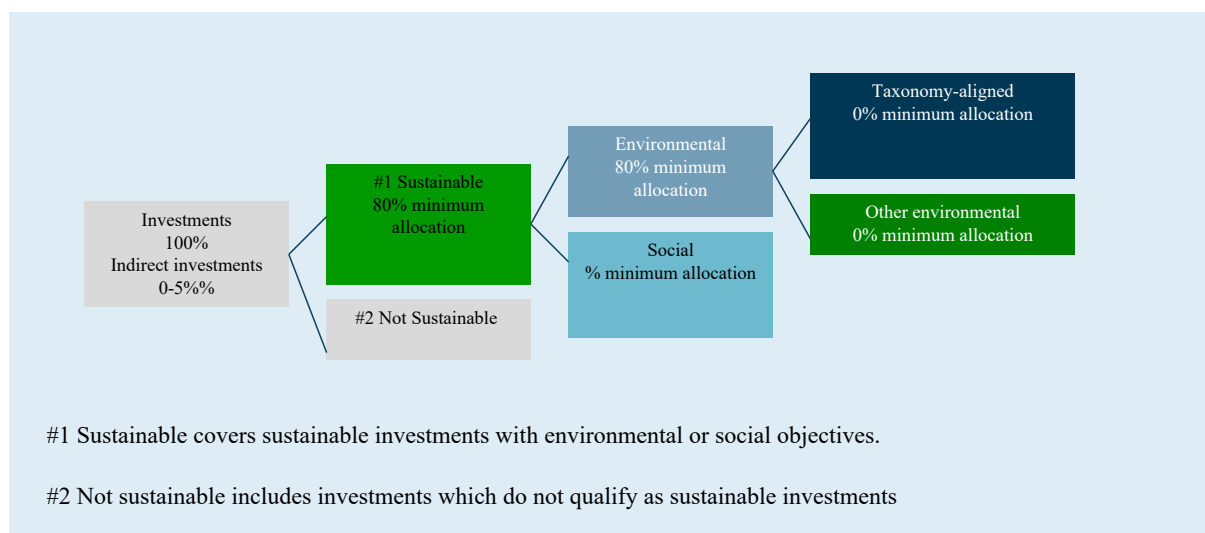 Investments
100%
Indirect investments
0-5%%
#1 Sustainable
80% minimum
allocation
#2 Not Sustainable
Environmental
80% minimum
allocation
Social
% minimum allocation
Taxonomy-aligned
0% minimum allocation
Other environmental
0% minimum allocation
#1 Sustainable covers sustainable investments with environmental or social objectives.
#2 Not sustainable includes investments which do not qualify as sustainable investments